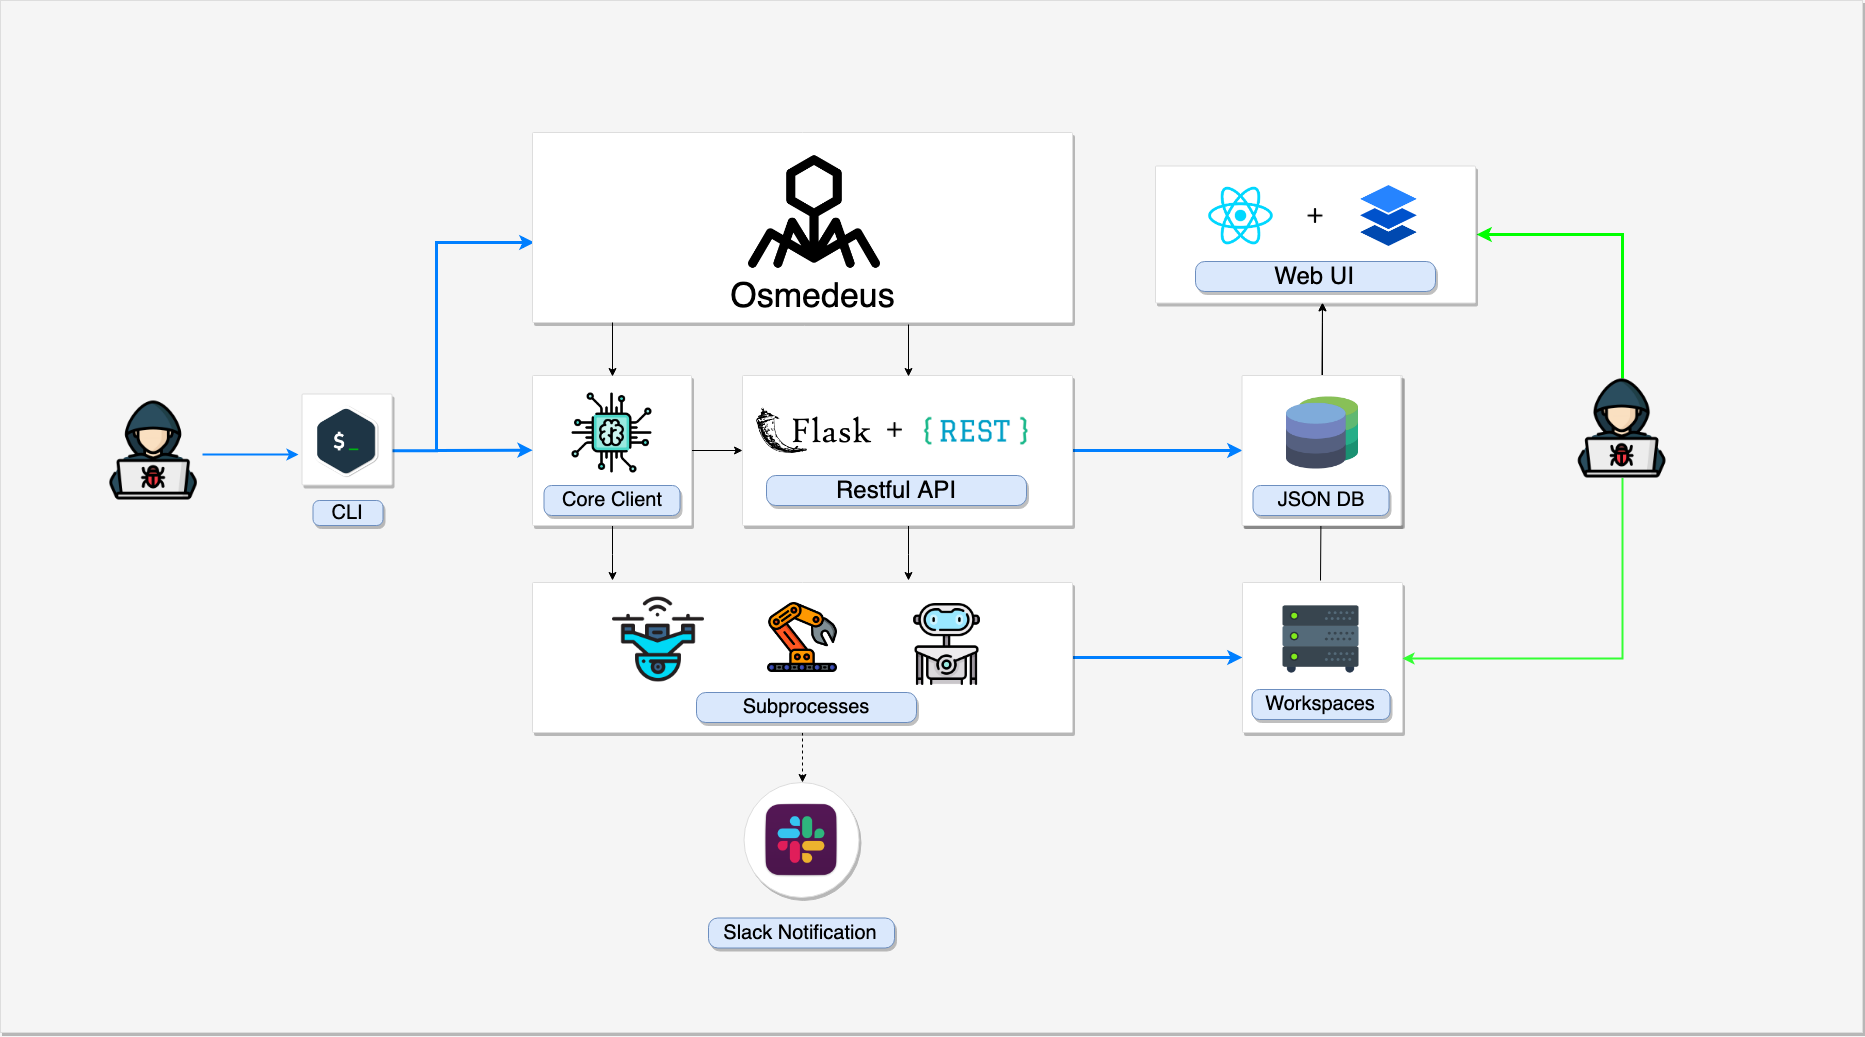 Osmedeus
+
Web UI
$_
CLI
Core Client
Flask + { REST }
Restful API
JSON DB
Subprocesses
Workspaces
Slack Notification